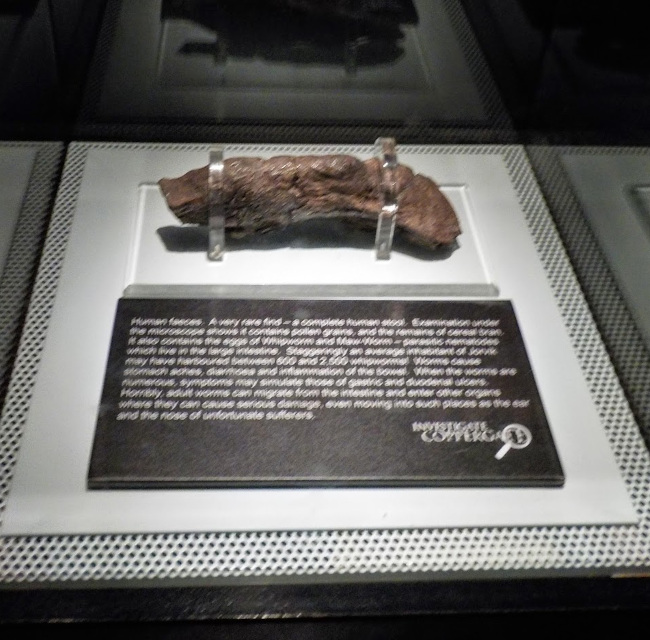 Human faeces. A very rare find – a complete human stool. Examination under
the microscope shows it contains pollen grains, and the remains of cereal bran.
It also contains the eggs of Whipworm and Maw-Worm – parasitic nematodes
which live in the large intestine. Staggeringly an average inhabitant of Jorvik
may have harboured between 600 and 2,500 whipworms! Worms cause
stomach aches, diarrhoea and inflammation of the bowel. When the worms are
numerous, symptoms may simulate those of gastric and duodenal ulcers.
Horribly, adult worms can migrate from the intestine and enter other organs
where they can cause serious damage, even moving into such places as the ear
and the nose of unfortunate sufferers.
INVESTIGATE
COPPERGATE